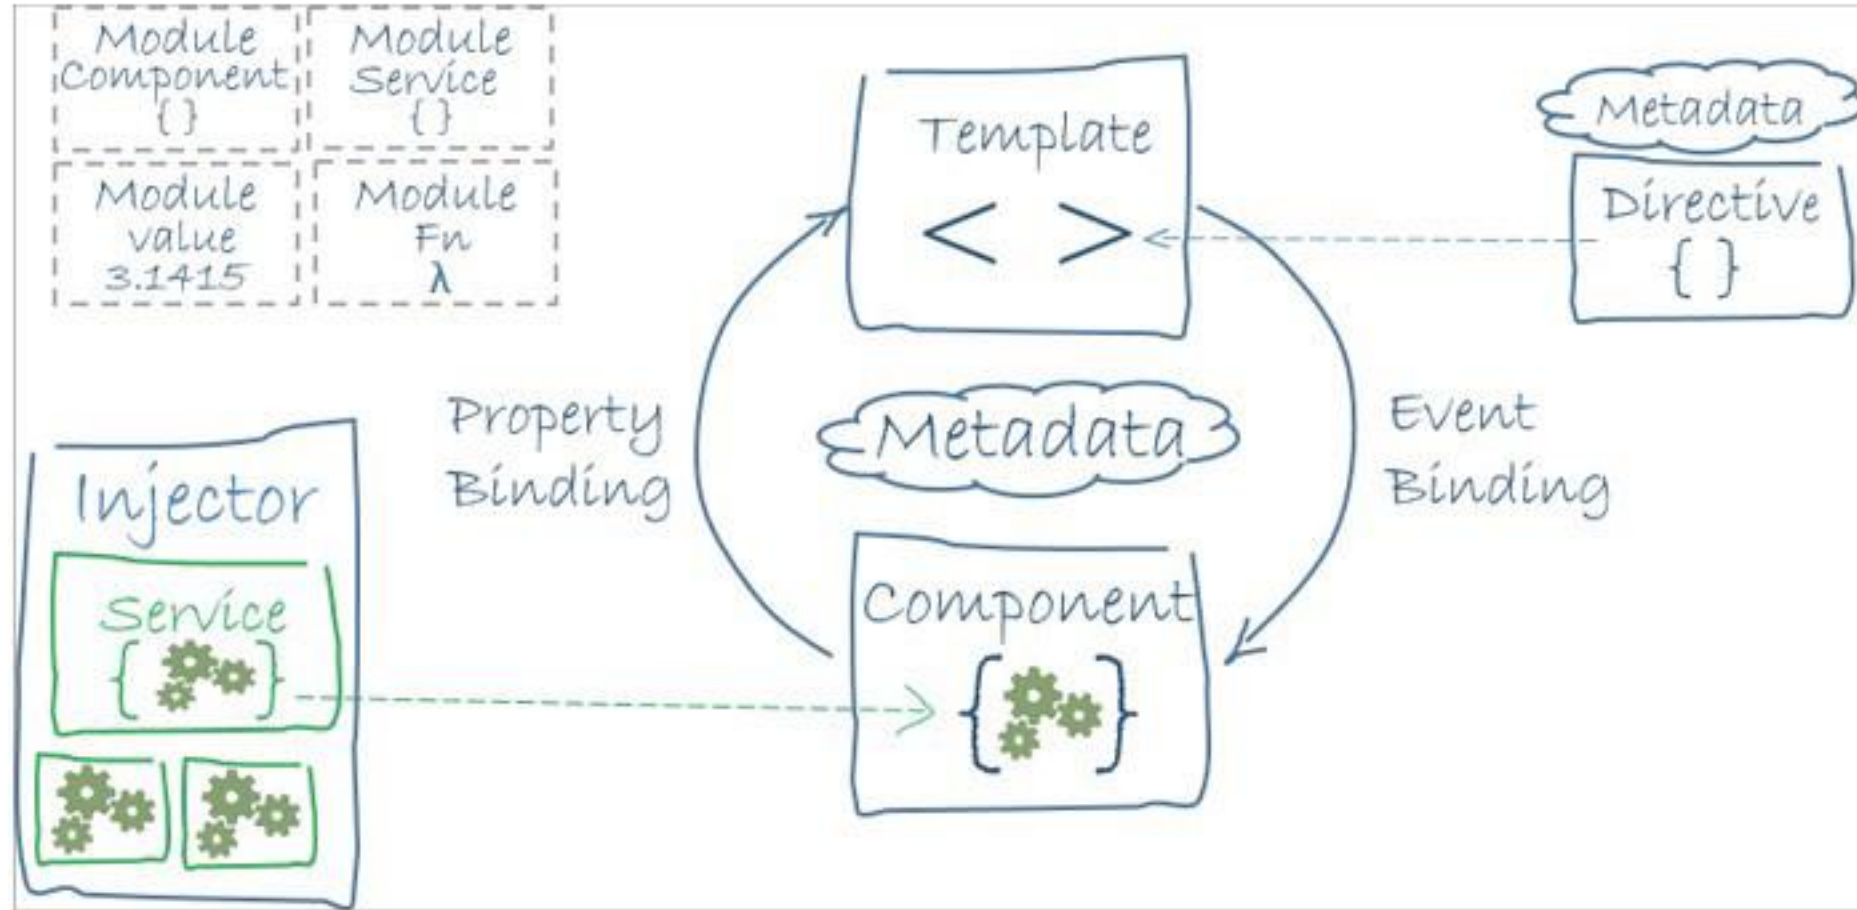 Module
Component
{ }
Module
Service
{ }
Module
value
3.1415
Module
Fn
λ
Template
< >
Metadata
Directive
{ }
Property
Binding
Metadata
Event
Binding
Injector
Service
{ }
Component
{ }